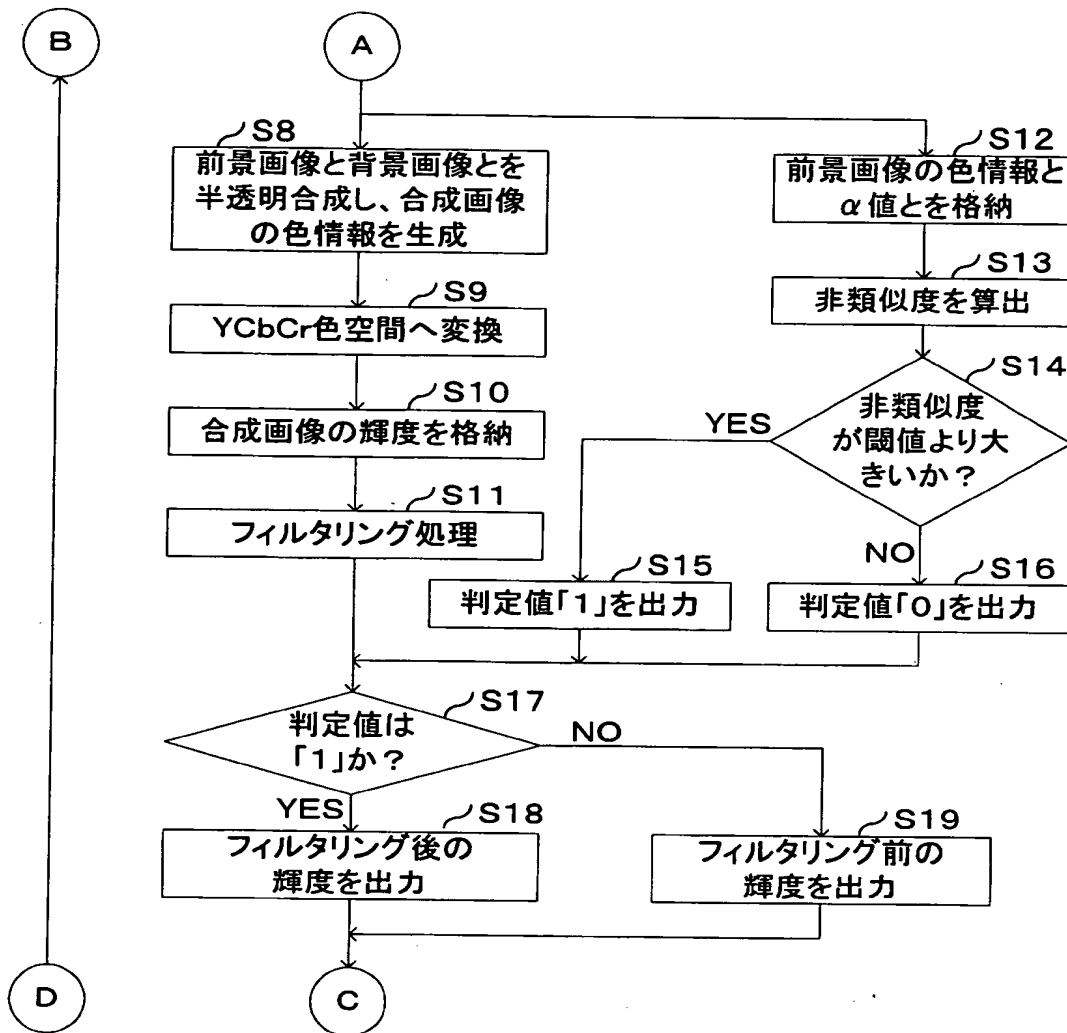 B
A
S8
前景画像と背景画像とを
半透明合成し、合成画像
の色情報を生成
S12
前景画像の色情報と
α値とを格納
S9
YCbCr色空間へ変換
S13
非類似度を算出
S10
合成画像の輝度を格納
S14
非類似度
が閾値より大
きいか?
YES
NO
S11
フィルタリング処理
S15
判定値「1」を出力
S16
判定値「0」を出力
S17
判定値は
「1」か?
NO
YES
S18
フィルタリング後の
輝度を出力
S19
フィルタリング前の
輝度を出力
D
C